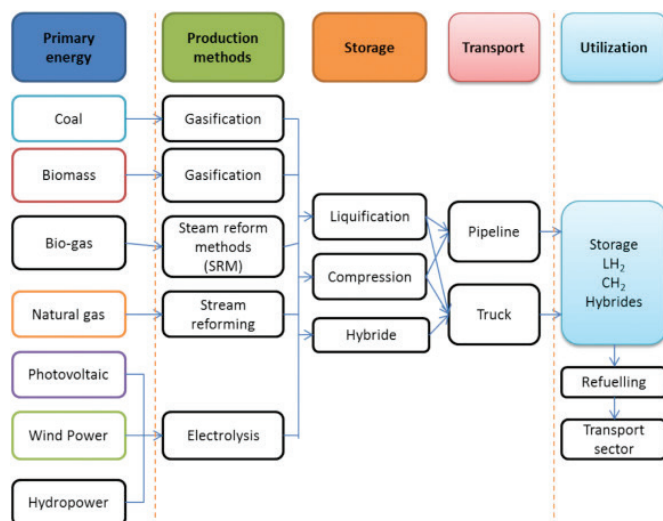 Primary
energy
Production
methods
Storage
Transport
Utilization
Coal
Gasification
Biomass
Gasification
Bio-gas
Steam reform
methods
(SRM)
Natural gas
Stream
reforming
Photovoltaic
Wind Power
Hydropower
Electrolysis
Liquification
Compression
Hybride
Pipeline
Truck
Storage
LH₂
CH₂
Hybrides
Refuelling
Transport
sector